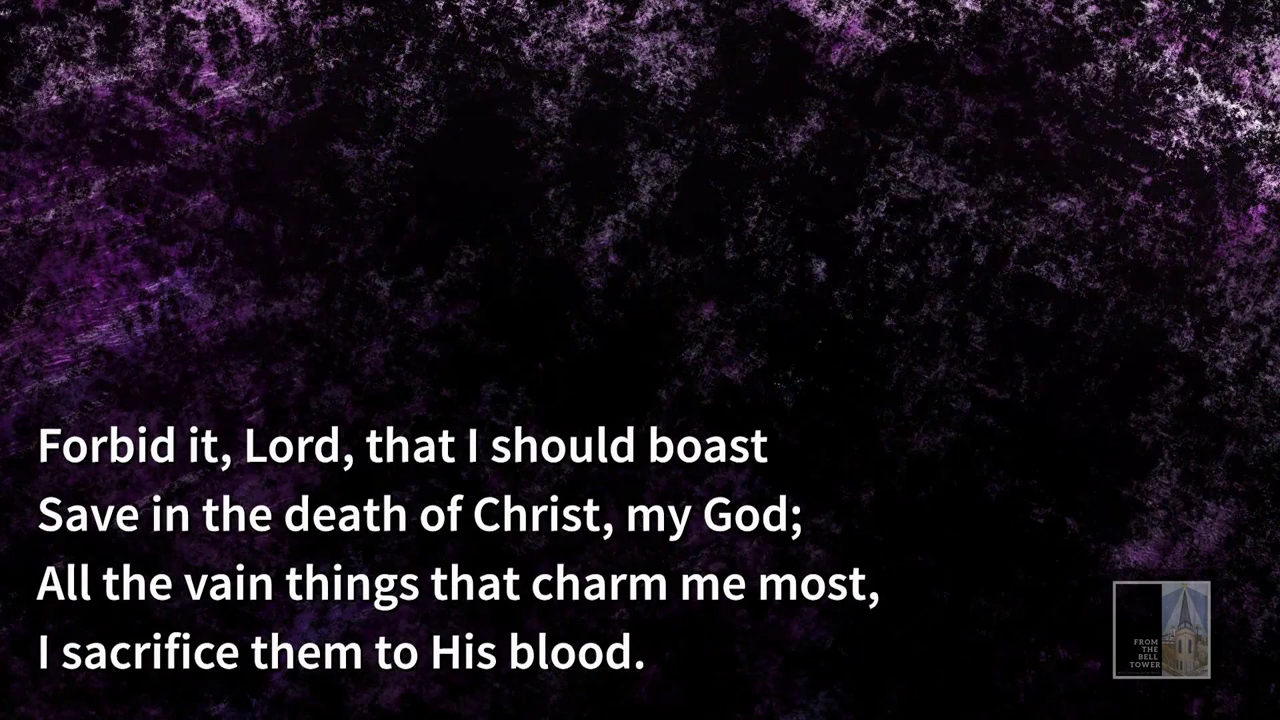 Forbid it, Lord, that I should boast
Save in the death of Christ, my God;
All the vain things that charm me most,
I sacrifice them to His blood.
FROM
THE
BELL
TOWER